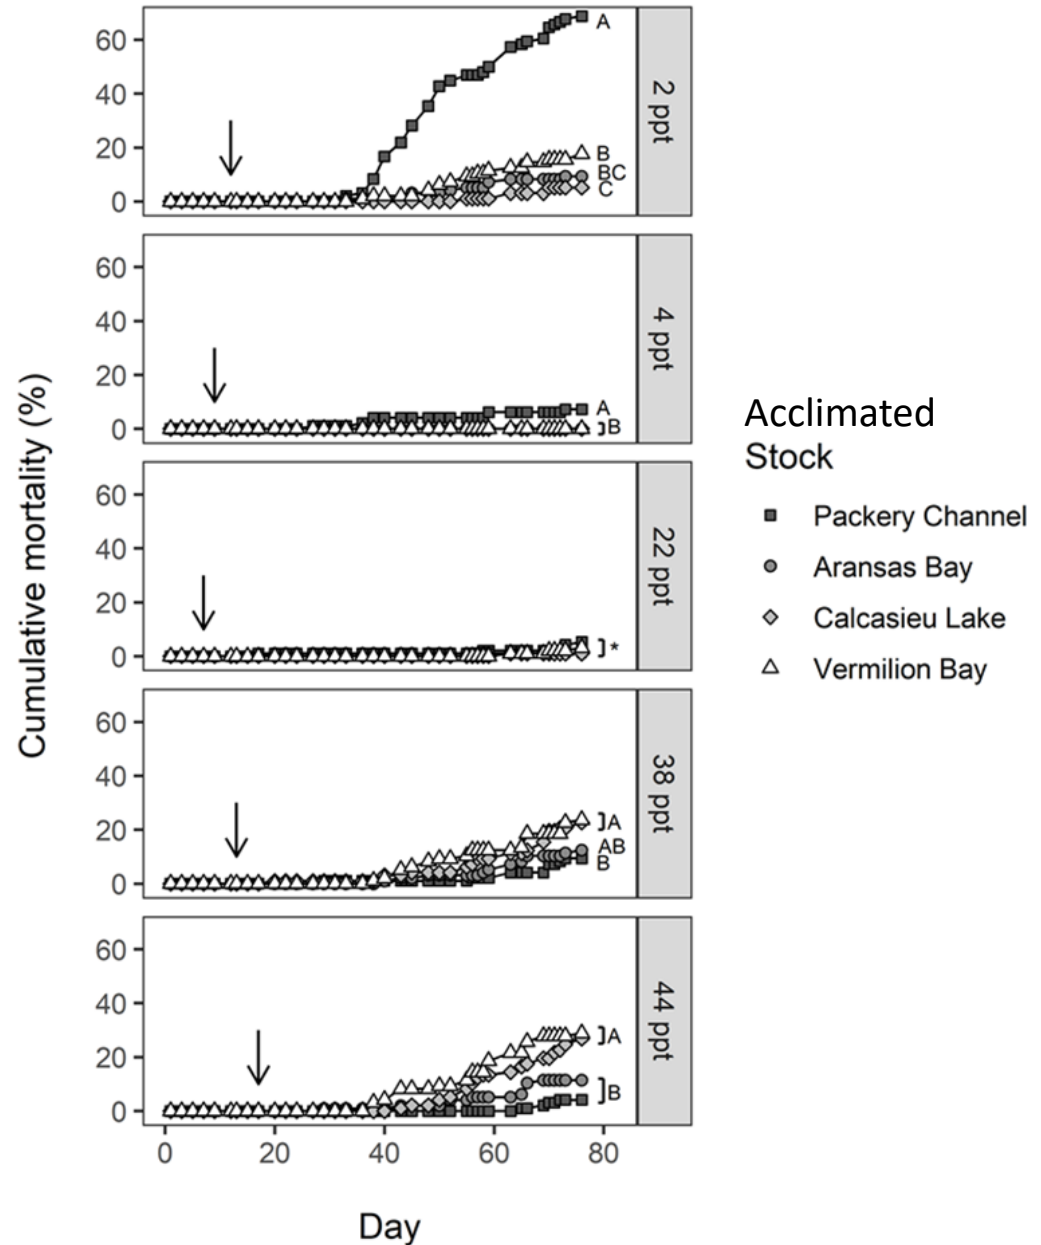 Cumulative mortality (%)
60
40
20
0
A
B
BC
C
2 ppt
60
40
20
0
A
]B
4 ppt
60
40
20
0
]*
22 ppt
60
40
20
0
]A
AB
B
38 ppt
60
40
20
0
]A
]B
44 ppt
0 20 40 60 80
Day
Acclimated
Stock
Packery Channel
Aransas Bay
Calcasieu Lake
Vermilion Bay